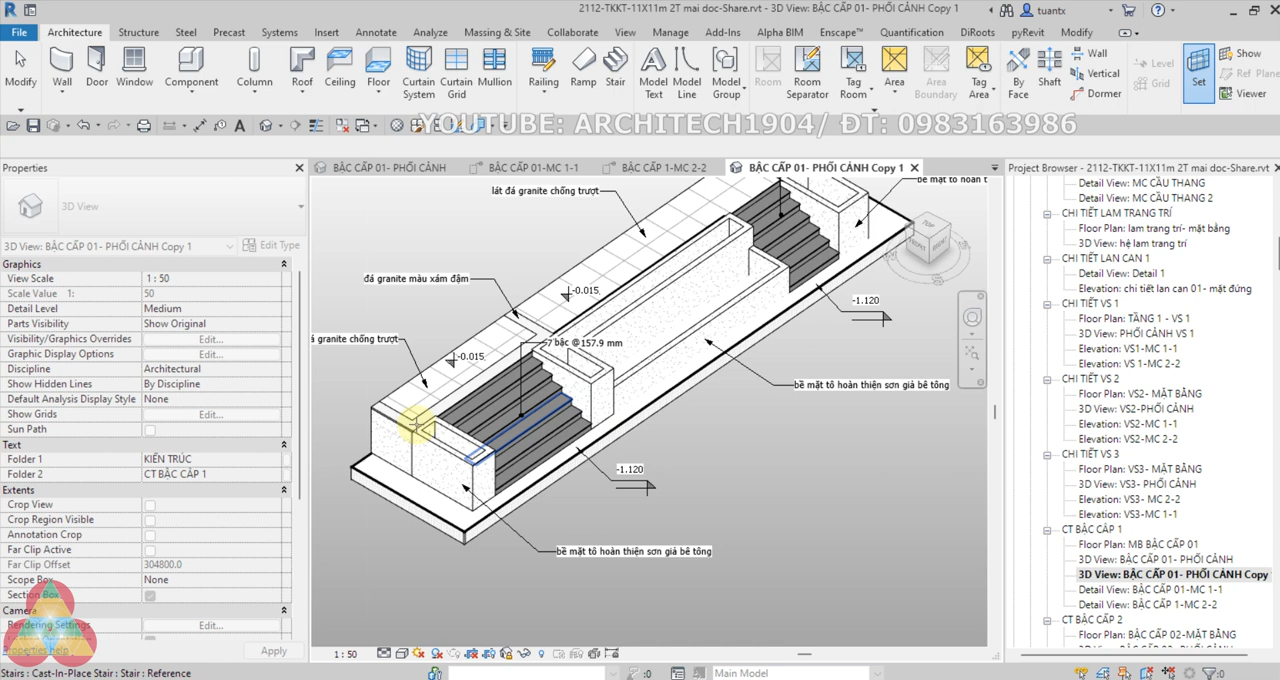 2112-TKKT-11X11m 2T mai doc-Share.rvt - 3D View: BẬC CẤP 01- PHỐI CẢNH Copy 1
tuantx
File Architecture Structure Steel Precast Systems Insert Annotate Analyze Massing & Site Collaborate View Manage Add-Ins Alpha BIM Enscape™ Quantification DiRoots pyRevit Modify
Modify Wall Door Window Component Column Roof Ceiling Floor Curtain System Curtain Grid Mullion Railing Ramp Stair Model Text Model Line Model Group Room Room Separator Tag Room Area Area Boundary Tag Area By Face Shaft Wall Vertical Dormer Level Grid Set Show Ref Plane Viewer
YOUTUBE: ARCHITECH1904/ ĐT: 0983163986
Properties
3D View
3D View: BẬC CẤP 01- PHỐI CẢNH Copy 1
Edit Type
Graphics
View Scale 1 : 50
Scale Value 1: 50
Detail Level Medium
Parts Visibility Show Original
Visibility/Graphics Overrides Edit...
Graphic Display Options Edit...
Discipline Architectural
Show Hidden Lines By Discipline
Default Analysis Display Style None
Show Grids Edit...
Sun Path
Text
Folder 1 KIẾN TRÚC
Folder 2 CT BẬC CẤP 1
Extents
Crop View
Crop Region Visible
Annotation Crop
Far Clip Active
Far Clip Offset 304800.0
Scope Box None
Section Box
Camera
Rendering Settings Edit...
Properties help
Apply
BẬC CẤP 01- PHỐI CẢNH
BẬC CẤP 01-MC 1-1
BẬC CẤP 1-MC 2-2
BẬC CẤP 01- PHỐI CẢNH Copy 1
lát đá granite chống trượt
bề mặt tô hoàn t
TOP
FRONT
RIGHT
đá granite màu xám đậm
-0.015
-1.120
á granite chống trượt
-0.015
7 bậc @157.9 mm
bề mặt tô hoàn thiện sơn giả bê tông
-1.120
bề mặt tô hoàn thiện sơn giả bê tông
1 : 50
Project Browser - 2112-TKKT-11X11m 2T mai doc-Share.rvt
Detail View: MC CẦU THANG
Detail View: MC CẦU THANG 2
CHI TIẾT LAM TRANG TRÍ
Floor Plan: lam trang trí- mặt bằng
3D View: hệ lam trang trí
CHI TIẾT LAN CAN 1
Detail View: Detail 1
Elevation: chi tiết lan can 01- mặt đứng
CHI TIẾT VS 1
Floor Plan: TẦNG 1 - VS 1
3D View: PHỐI CẢNH VS 1
Elevation: VS1-MC 1-1
Elevation: VS 1-MC 2-2
CHI TIẾT VS 2
Floor Plan: VS2- MẶT BẰNG
3D View: VS2-PHỐI CẢNH
Elevation: VS2-MC 1-1
Elevation: VS2-MC 2-2
CHI TIẾT VS 3
Floor Plan: VS3- MẶT BẰNG
3D View: VS3- PHỐI CẢNH
Elevation: VS3- MC 2-2
Elevation: VS3-MC 1-1
CT BẬC CẤP 1
Floor Plan: MB BẬC CẤP 01
3D View: BẬC CẤP 01- PHỐI CẢNH
3D View: BẬC CẤP 01- PHỐI CẢNH Copy
Detail View: BẬC CẤP 01-MC 1-1
Detail View: BẬC CẤP 1-MC 2-2
CT BẬC CẤP 2
Floor Plan: BẬC CẤP 02-MẶT BẰNG
Stairs : Cast-In-Place Stair : Stair : Reference
:0
Main Model
:0